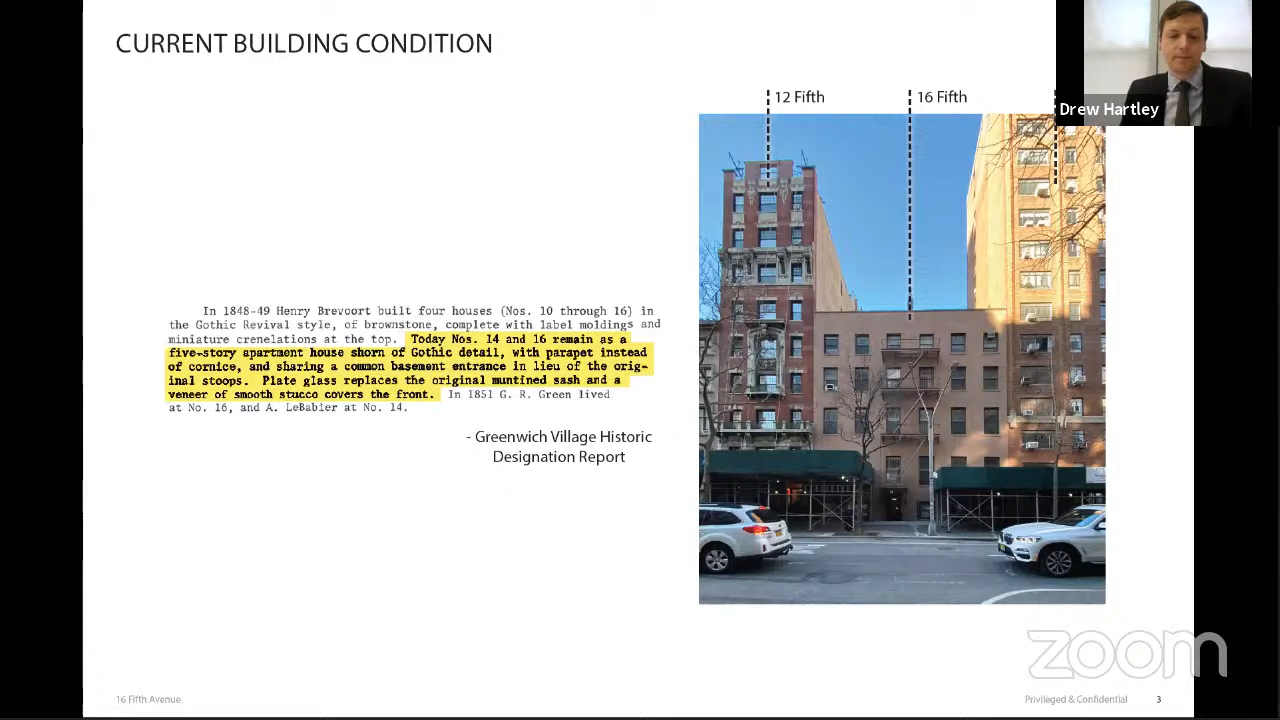 CURRENT BUILDING CONDITION
12 Fifth
16 Fifth
Drew Hartley
In 1848-49 Henry Brevoort built four houses (Nos. 10 through 16) in
the Gothic Revival style, of brownstone, complete with label moldings and
miniature crenelations at the top. Today Nos. 14 and 16 remain as a
five-story apartment house shorn of Gothic detail, with parapet instead
of cornice, and sharing a common basement entrance in lieu of the orig-
inal stoops. Plate glass replaces the original muntined sash and a
veneer of smooth stucco covers the front. In 1851 G. R. Green lived
at No. 16, and A. LeBabier at No. 14.
- Greenwich Village Historic
Designation Report
zoom
16 Fifth Avenue
Privileged & Confidential 3